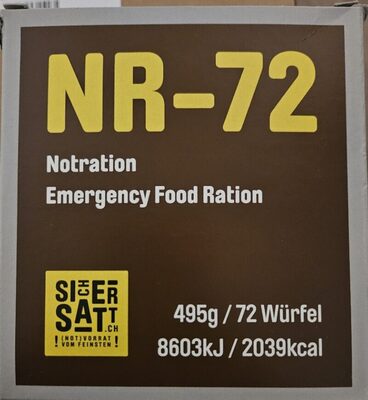 NR-72
Notration
Emergency Food Ration
SICHER
SATT.CH
! (NOT)VORRAT !
VOM FEINSTEN
495g / 72 Würfel
8603kJ / 2039kcal